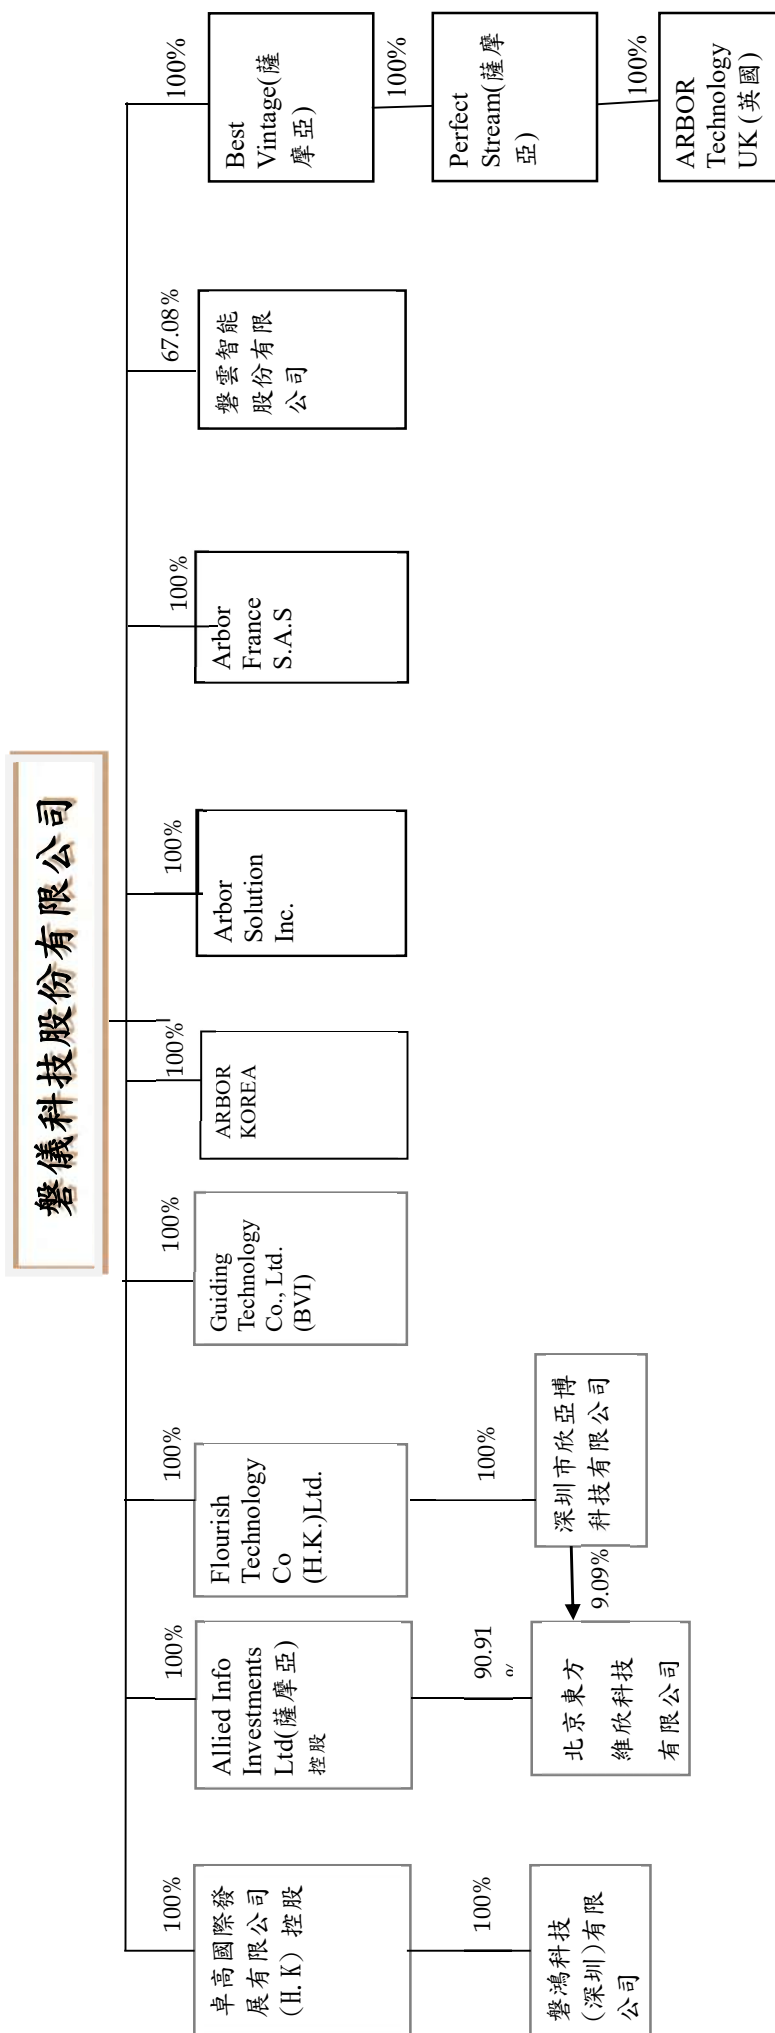 磐儀科技股份有限公司
100%
卓高國際發
展有限公司
(H.K) 控股
100%
磐鴻科技
(深圳)有限
公司
100%
Allied Info
Investments
Ltd(薩摩亞)
控股
90.91
%
北京東方
維欣科技
有限公司
100%
Flourish
Technology
Co
(H.K.)Ltd.
100%
深圳市欣亞博
科技有限公司
9.09%
100%
Guiding
Technology
Co., Ltd.
(BVI)
100%
ARBOR
KOREA
100%
Arbor
Solution
Inc.
100%
Arbor
France
S.A.S
67.08%
磐雲智能
股份有限
公司
100%
Best
Vintage(薩
摩亞)
100%
Perfect
Stream(薩摩
亞)
100%
ARBOR
Technology
UK (英國)